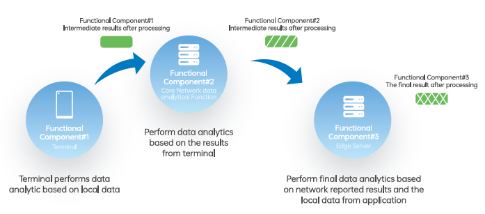 Functional Component#1
Intermediate results after processing
Functional Component#2
Intermediate results after processing
Functional Component#3
The final result after processing
Functional
Component#1
Terminal
Functional
Component#2
Core Network data
analytical Function
Functional
Component#3
Edge Server
Terminal performs data
analytic based on local data
Perform data analytics
based on the results
from terminal
Perform final data analytics based
on network reported results and the
local data from application